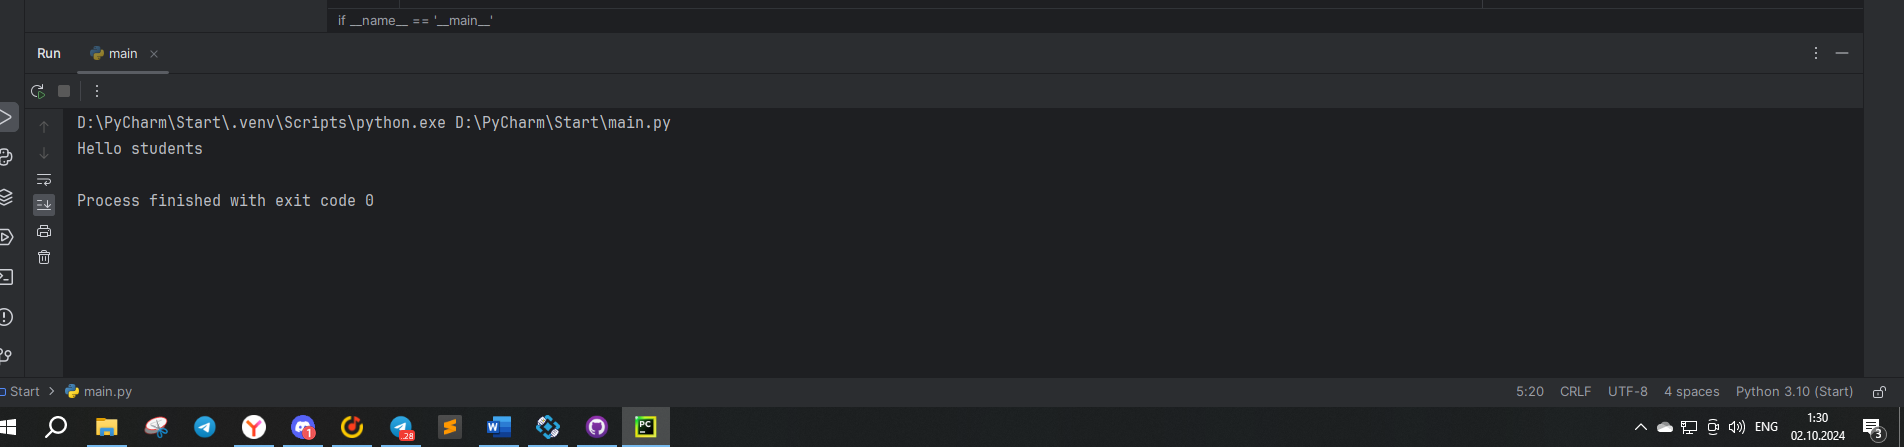 if __name__ == '__main__'
Run main
D:\PyCharm\Start\.venv\Scripts\python.exe D:\PyCharm\Start\main.py
Hello students
Process finished with exit code 0
Start > main.py 5:20 CRLF UTF-8 4 spaces Python 3.10 (Start)
1 28 W PC ENG 1:30
02.10.2024 3